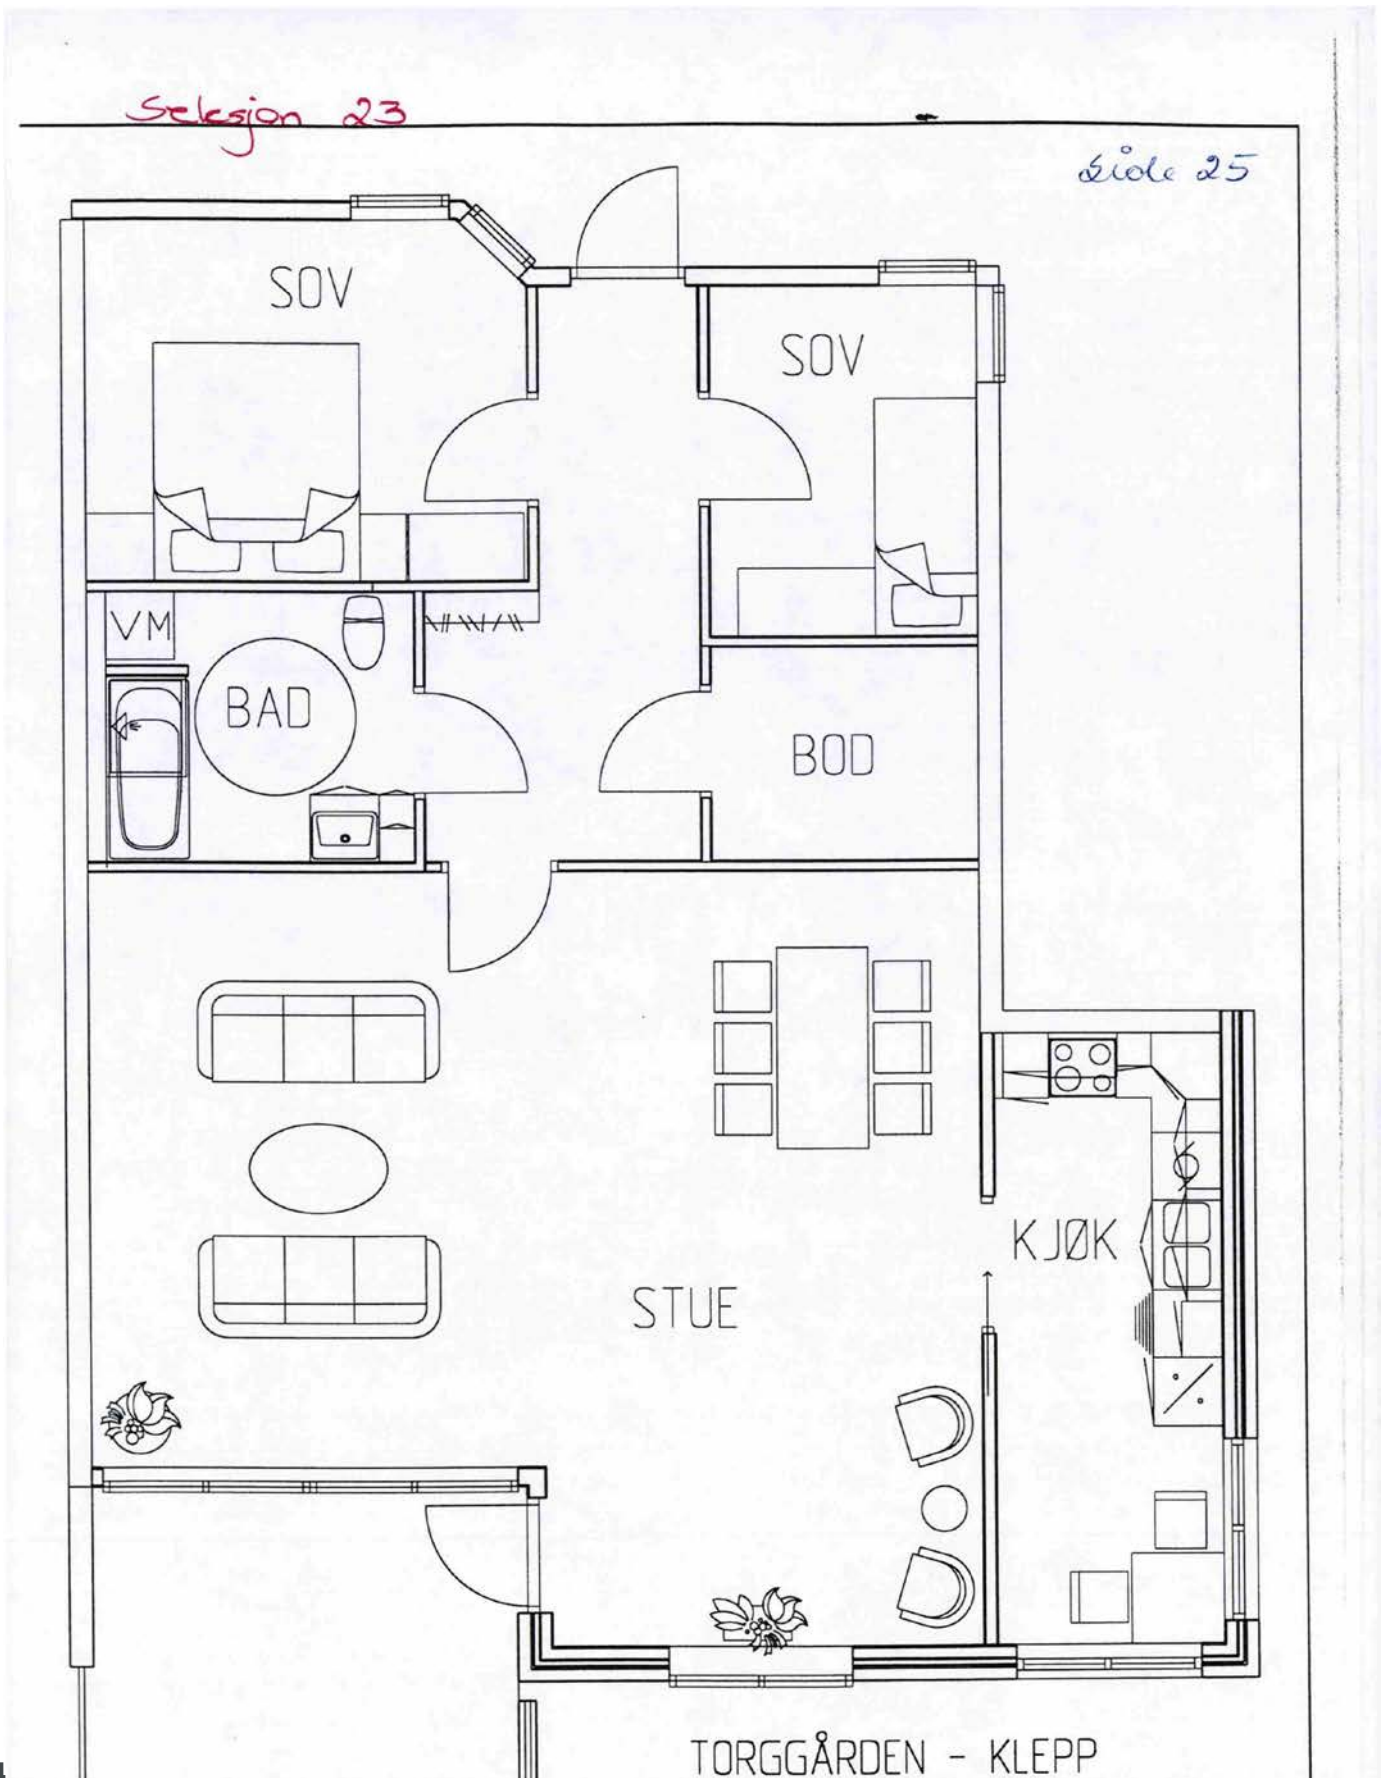 Seksjon 23
Side 25
SOV
SOV
VM
BAD
BOD
KJØK
STUE
TORGGÅRDEN - KLEPP